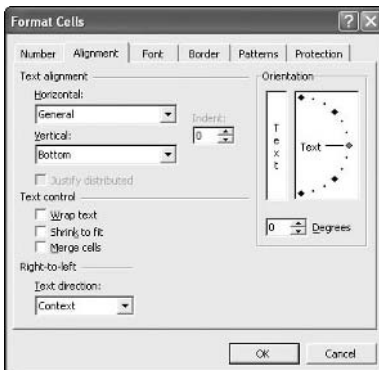 Format Cells
Number Alignment Font Border Patterns Protection
Text alignment
Horizontal:
General
Indent:
Vertical:
0
Bottom
Justify distributed
Text control
Wrap text
Shrink to fit
Merge cells
Right-to-left
Text direction:
Context
Orientation
Text
Text
0 Degrees
OK Cancel